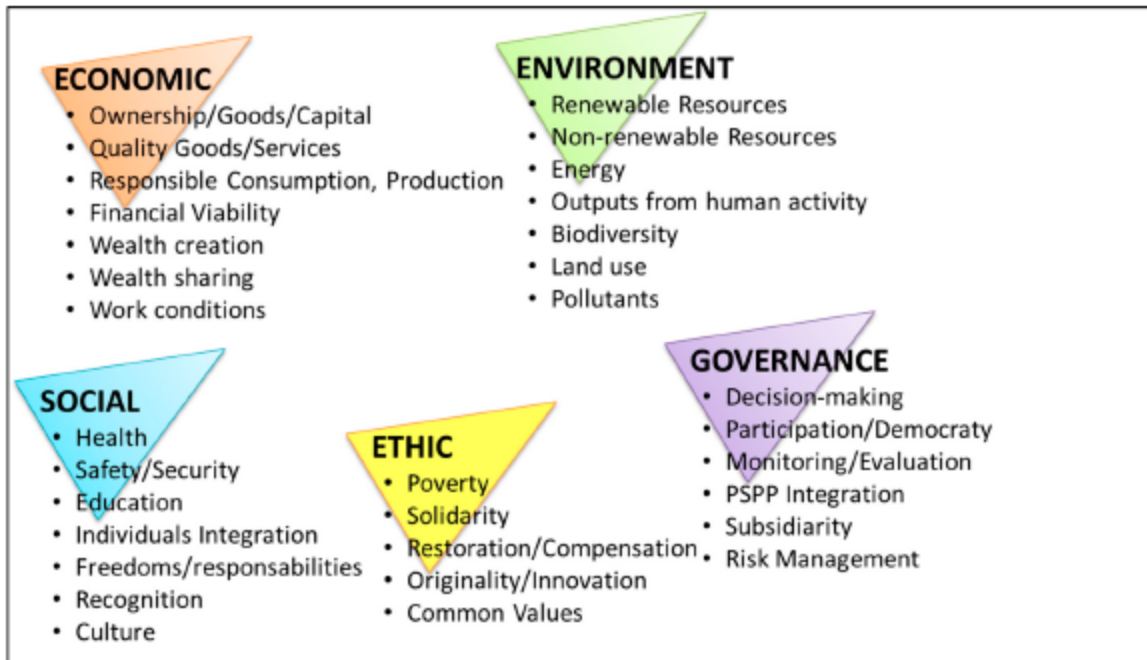 ECONOMIC
• Ownership/Goods/Capital
• Quality Goods/Services
• Responsible Consumption, Production
• Financial Viability
• Wealth creation
• Wealth sharing
• Work conditions
ENVIRONMENT
• Renewable Resources
• Non-renewable Resources
• Energy
• Outputs from human activity
• Biodiversity
• Land use
• Pollutants
SOCIAL
• Health
• Safety/Security
• Education
• Individuals Integration
• Freedoms/responsabilities
• Recognition
• Culture
ETHIC
• Poverty
• Solidarity
• Restoration/Compensation
• Originality/Innovation
• Common Values
GOVERNANCE
• Decision-making
• Participation/Democraty
• Monitoring/Evaluation
• PSPP Integration
• Subsidiarity
• Risk Management